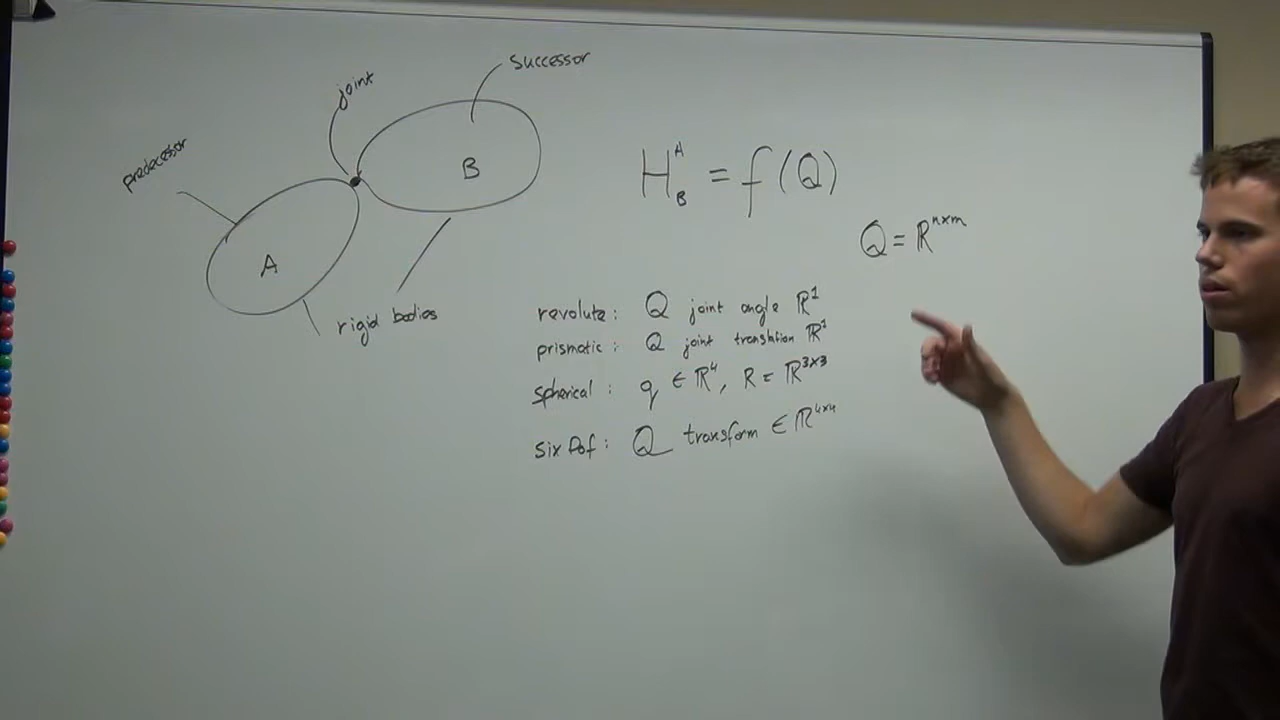 successor
joint
predecessor
B
A
rigid bodies
H^A_B = f(Q)
Q = ℝ^{n×m}
revolute: Q joint angle ℝ^1
prismatic: Q joint translation ℝ^1
spherical: q ∈ ℝ^4, R ∈ ℝ^{3×3}
six Dof: Q transform ∈ ℝ^{4×4}